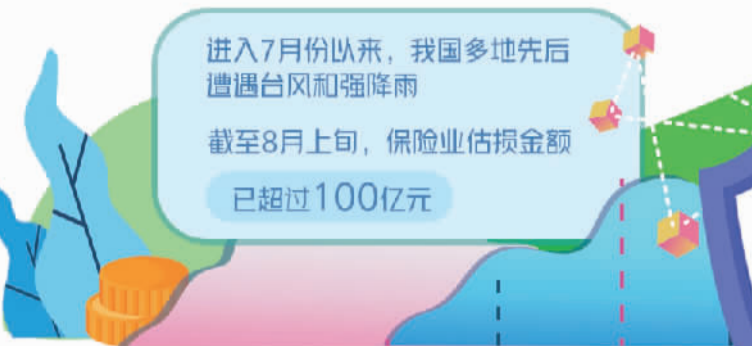 进入7月份以来，我国多地先后
遭遇台风和强降雨
截至8月上旬，保险业估损金额
已超过100亿元